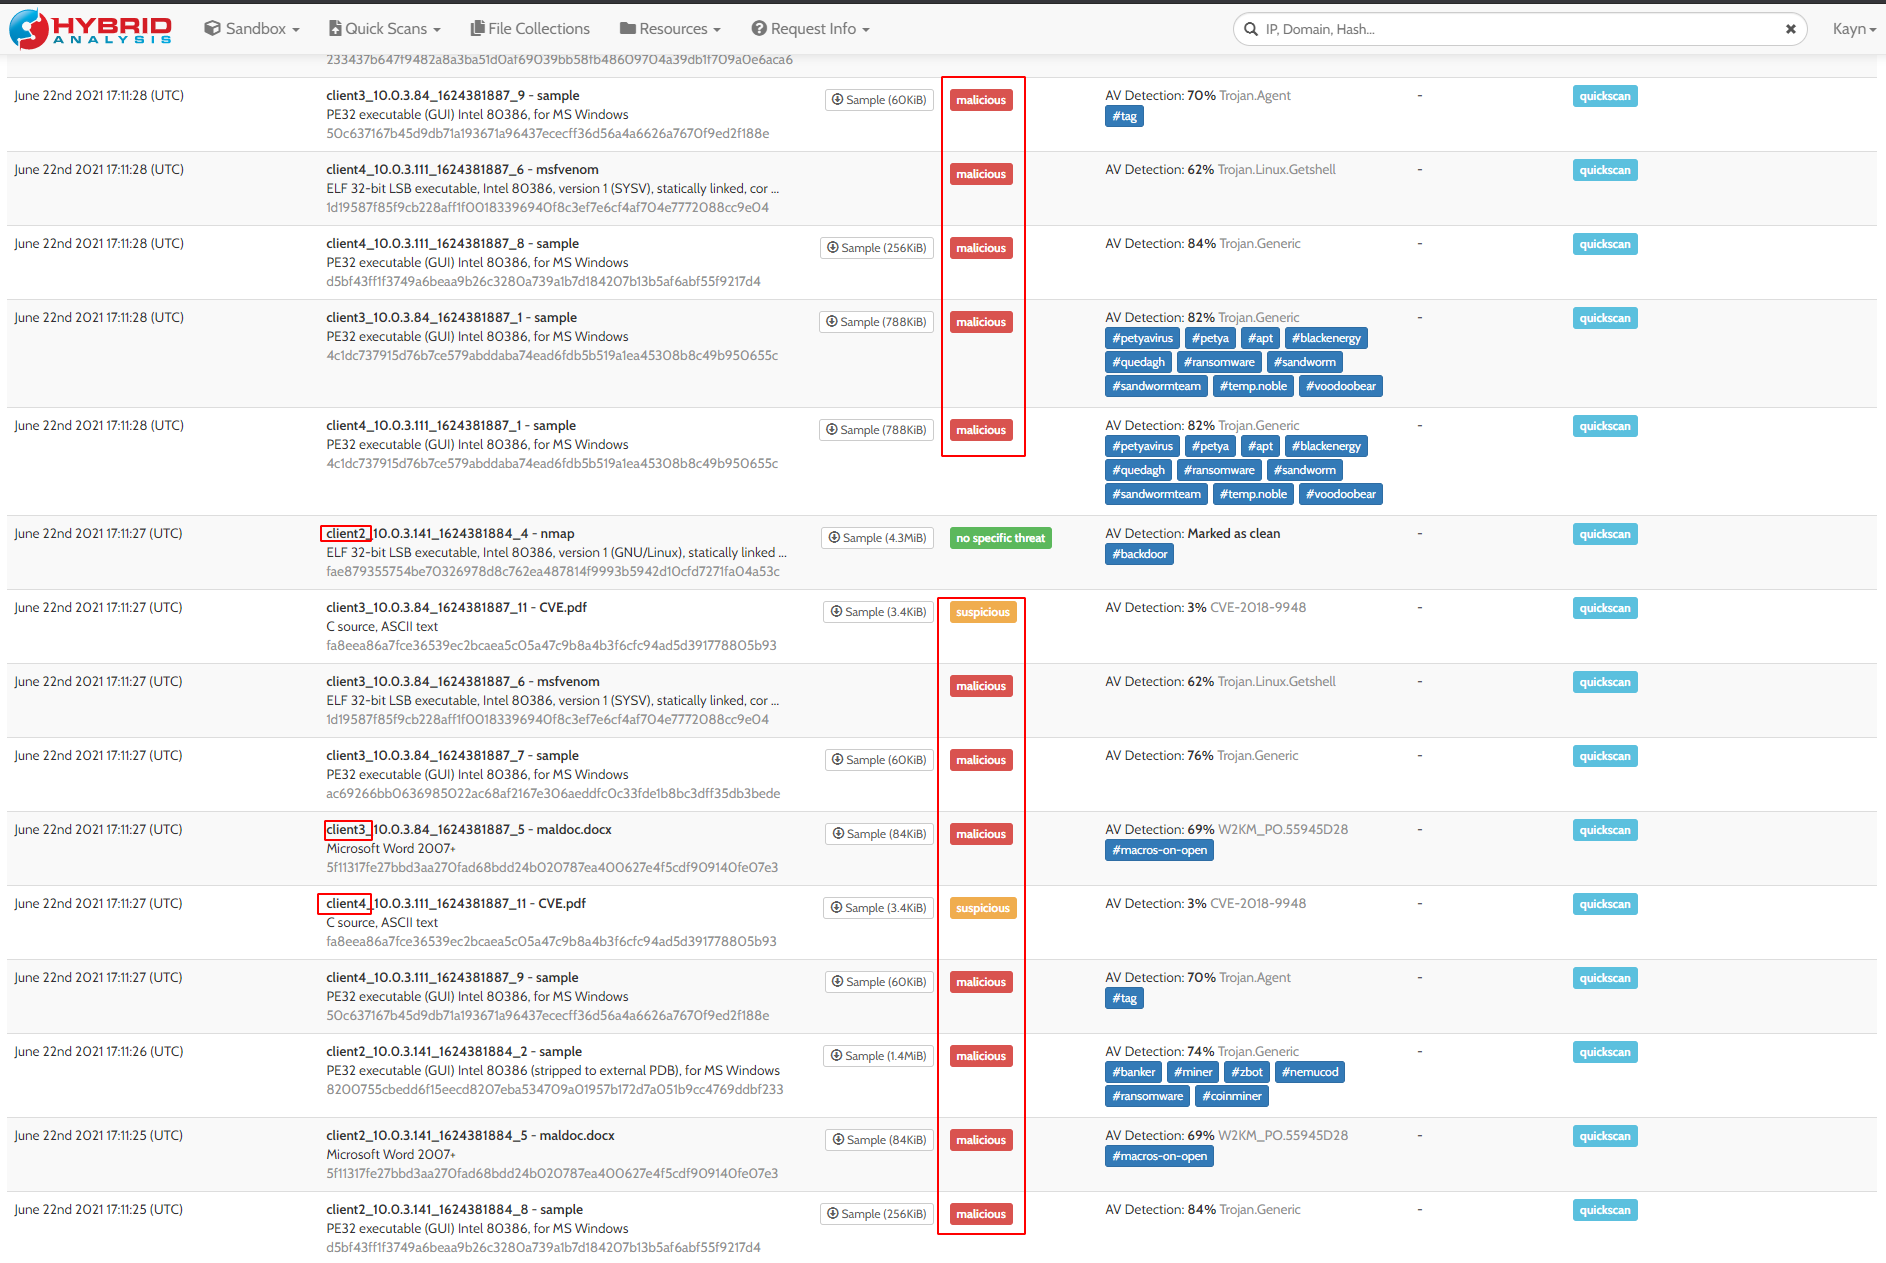 HYBRID
ANALYSIS
Sandbox
Quick Scans
File Collections
Resources
Request Info
IP, Domain, Hash...
Kayn
233437b647f9482a8a3ba51d0af69039bb58fb48609704a39db1f709a0e6aca6
June 22nd 2021 17:11:28 (UTC)
client3_10.0.3.84_1624381887_9 - sample
PE32 executable (GUI) Intel 80386, for MS Windows
50c637167b45d9db71a193671a96437ececff36d56a4a6626a7670f9ed2f188e
Sample (60KiB)
malicious
AV Detection: 70% Trojan.Agent
#tag
-
quickscan
June 22nd 2021 17:11:28 (UTC)
client4_10.0.3.111_1624381887_6 - msfvenom
ELF 32-bit LSB executable, Intel 80386, version 1 (SYSV), statically linked, cor ...
1d19587f85f9cb228aff1f00183396940f8c3ef7e6cf4af704e7772088cc9e04
malicious
AV Detection: 62% Trojan.Linux.Getshell
-
quickscan
June 22nd 2021 17:11:28 (UTC)
client4_10.0.3.111_1624381887_8 - sample
PE32 executable (GUI) Intel 80386, for MS Windows
d5bf43ff1f3749a6beaa9b26c3280a739a1b7d184207b13b5af6abf55f9217d4
Sample (256KiB)
malicious
AV Detection: 84% Trojan.Generic
-
quickscan
June 22nd 2021 17:11:28 (UTC)
client3_10.0.3.84_1624381887_1 - sample
PE32 executable (GUI) Intel 80386, for MS Windows
4c1dc737915d76b7ce579abddaba74ead6fdb5b519a1ea45308b8c49b950655c
Sample (788KiB)
malicious
AV Detection: 82% Trojan.Generic
#petyavirus #petya #apt #blackenergy
#quedagh #ransomware #sandworm
#sandwormteam #temp.noble #voodoobear
-
quickscan
June 22nd 2021 17:11:28 (UTC)
client4_10.0.3.111_1624381887_1 - sample
PE32 executable (GUI) Intel 80386, for MS Windows
4c1dc737915d76b7ce579abddaba74ead6fdb5b519a1ea45308b8c49b950655c
Sample (788KiB)
malicious
AV Detection: 82% Trojan.Generic
#petyavirus #petya #apt #blackenergy
#quedagh #ransomware #sandworm
#sandwormteam #temp.noble #voodoobear
-
quickscan
June 22nd 2021 17:11:27 (UTC)
client2_10.0.3.141_1624381884_4 - nmap
ELF 32-bit LSB executable, Intel 80386, version 1 (GNU/Linux), statically linked ...
fae879355754be70326978d8c762ea487814f9993b5942d10cfd7271fa04a53c
Sample (4.3MiB)
no specific threat
AV Detection: Marked as clean
#backdoor
-
quickscan
June 22nd 2021 17:11:27 (UTC)
client3_10.0.3.84_1624381887_11 - CVE.pdf
C source, ASCII text
fa8eea86a7fce36539ec2bcaea5c05a47c9b8a4b3f6cfc94ad5d391778805b93
Sample (3.4KiB)
suspicious
AV Detection: 3% CVE-2018-9948
-
quickscan
June 22nd 2021 17:11:27 (UTC)
client3_10.0.3.84_1624381887_6 - msfvenom
ELF 32-bit LSB executable, Intel 80386, version 1 (SYSV), statically linked, cor ...
1d19587f85f9cb228aff1f00183396940f8c3ef7e6cf4af704e7772088cc9e04
malicious
AV Detection: 62% Trojan.Linux.Getshell
-
quickscan
June 22nd 2021 17:11:27 (UTC)
client3_10.0.3.84_1624381887_7 - sample
PE32 executable (GUI) Intel 80386, for MS Windows
ac69266bb0636985022ac68af2167e306aeddfc0c33fde1b8bc3dff35db3bede
Sample (60KiB)
malicious
AV Detection: 76% Trojan.Generic
-
quickscan
June 22nd 2021 17:11:27 (UTC)
client3_10.0.3.84_1624381887_5 - maldoc.docx
Microsoft Word 2007+
5f11317fe27bbd3aa270fad68bdd24b020787ea400627e4f5cdf909140fe07e3
Sample (84KiB)
malicious
AV Detection: 69% W2KM_PO.55945D28
#macros-on-open
-
quickscan
June 22nd 2021 17:11:27 (UTC)
client4_10.0.3.111_1624381887_11 - CVE.pdf
C source, ASCII text
fa8eea86a7fce36539ec2bcaea5c05a47c9b8a4b3f6cfc94ad5d391778805b93
Sample (3.4KiB)
suspicious
AV Detection: 3% CVE-2018-9948
-
quickscan
June 22nd 2021 17:11:27 (UTC)
client4_10.0.3.111_1624381887_9 - sample
PE32 executable (GUI) Intel 80386, for MS Windows
50c637167b45d9db71a193671a96437ececff36d56a4a6626a7670f9ed2f188e
Sample (60KiB)
malicious
AV Detection: 70% Trojan.Agent
#tag
-
quickscan
June 22nd 2021 17:11:26 (UTC)
client2_10.0.3.141_1624381884_2 - sample
PE32 executable (GUI) Intel 80386 (stripped to external PDB), for MS Windows
8200755cbedd6f15eecd8207eba534709a01957b172d7a051b9cc4769ddbf233
Sample (1.4MiB)
malicious
AV Detection: 74% Trojan.Generic
#banker #miner #zbot #nemucod
#ransomware #coinminer
-
quickscan
June 22nd 2021 17:11:25 (UTC)
client2_10.0.3.141_1624381884_5 - maldoc.docx
Microsoft Word 2007+
5f11317fe27bbd3aa270fad68bdd24b020787ea400627e4f5cdf909140fe07e3
Sample (84KiB)
malicious
AV Detection: 69% W2KM_PO.55945D28
#macros-on-open
-
quickscan
June 22nd 2021 17:11:25 (UTC)
client2_10.0.3.141_1624381884_8 - sample
PE32 executable (GUI) Intel 80386, for MS Windows
d5bf43ff1f3749a6beaa9b26c3280a739a1b7d184207b13b5af6abf55f9217d4
Sample (256KiB)
malicious
AV Detection: 84% Trojan.Generic
-
quickscan